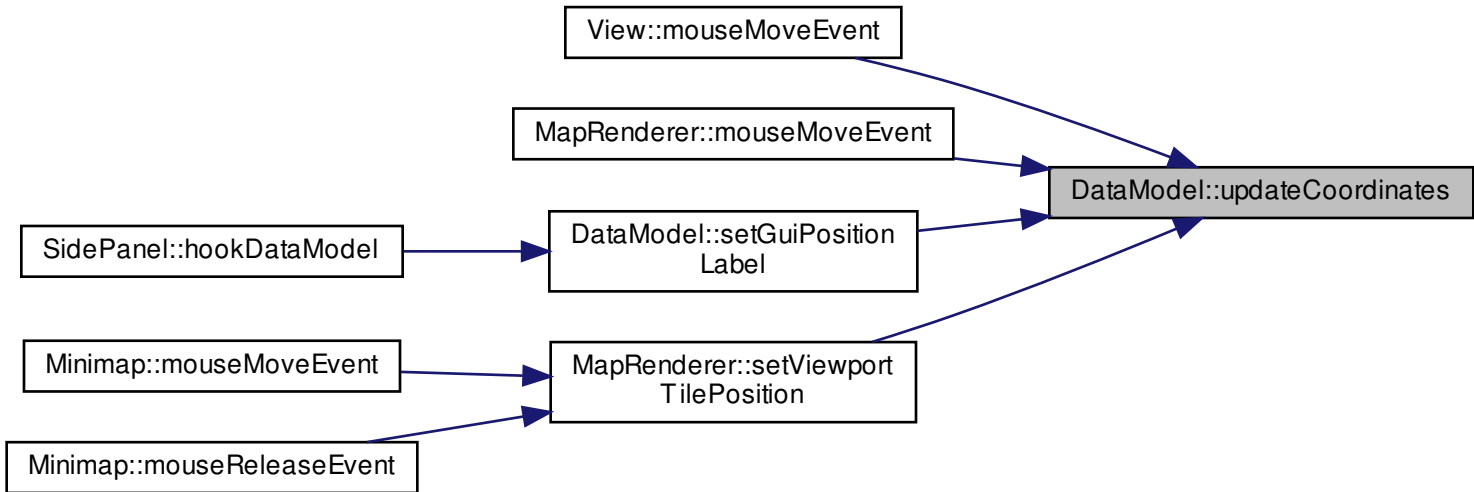 View::mouseMoveEvent
MapRenderer::mouseMoveEvent
DataModel::updateCoordinates
DataModel::setGuiPosition
Label
SidePanel::hookDataModel
MapRenderer::setViewport
TilePosition
Minimap::mouseMoveEvent
Minimap::mouseReleaseEvent